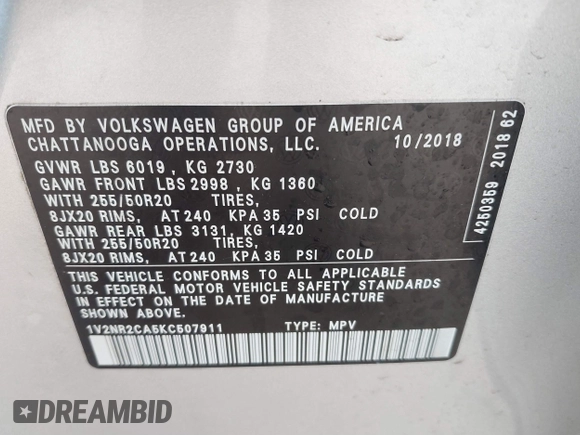 MFD BY VOLKSWAGEN GROUP OF AMERICA
CHATTANOOGA OPERATIONS, LLC. 10/2018
GVWR LBS 6019 , KG 2730
GAWR FRONT LBS 2998 , KG 1360
WITH 255/50R20 TIRES,
8JX20 RIMS, AT 240 KPA 35 PSI COLD
GAWR REAR LBS 3131, KG 1420
WITH 255/50R20 TIRES,
8JX20 RIMS, AT 240 KPA 35 PSI COLD
THIS VEHICLE CONFORMS TO ALL APPLICABLE
U.S. FEDERAL MOTOR VEHICLE SAFETY STANDARDS
IN EFFECT ON THE DATE OF MANUFACTURE
SHOWN ABOVE.
1V2NR2CA5KC507911 TYPE: MPV
4250359 2018 62
DREAMBID